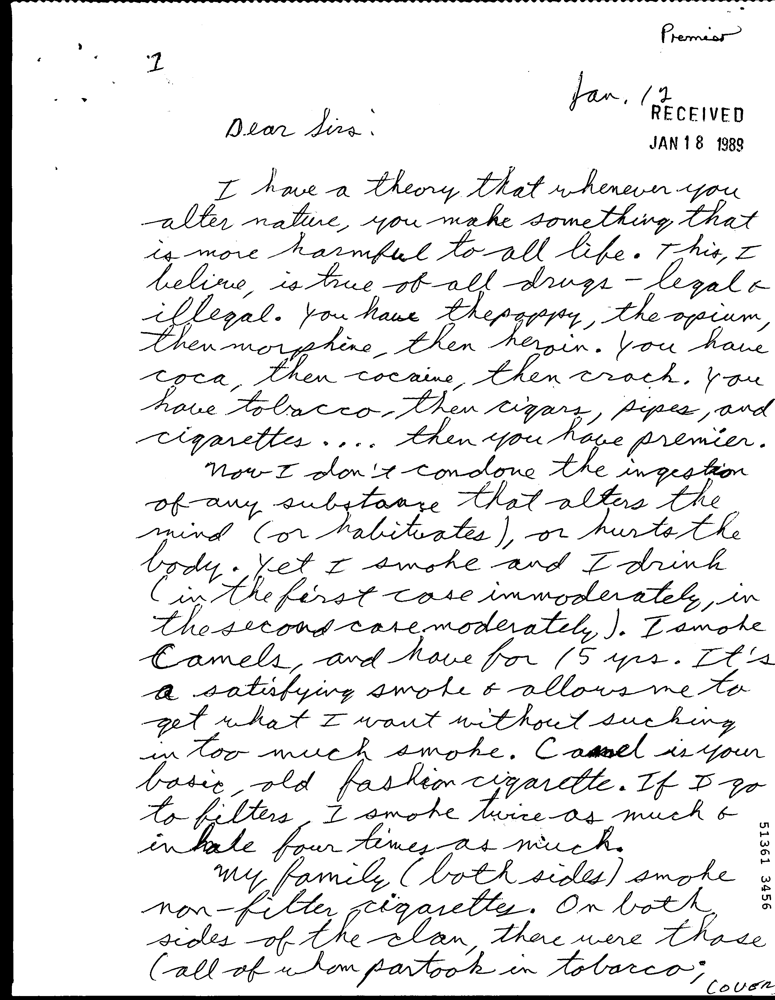 Premier
1
Jan. 12
RECEIVED
JAN 18 1989
Dear Sirs:
I have a theory that whenever you
alter nature, you make something that
is more harmful to all life. This, I
believe, is true of all drugs - legal &
illegal. You have the poppy, the opium,
then morphine, then heroin. You have
coca, then cocaine, then crack. You
have tobacco, then cigars, pipes, and
cigarettes .... then you have premier.
Now I don't condone the ingestion
of any substance that alters the
mind (or habituates), or hurts the
body. Yet I smoke and I drink
(in the first case immoderately, in
the second case moderately). I smoke
Camels, and have for 15 yrs. It's
a satisfying smoke & allows me to
get what I want without sucking
in too much smoke. Camel is your
basic, old fashion cigarette. If I go
to filters, I smoke twice as much &
inhale four times as much.
My family (both sides) smoke
non-filter cigarettes. On both
sides of the clan, there were those
(all of whom partook in tobacco;
(over
51361 3456